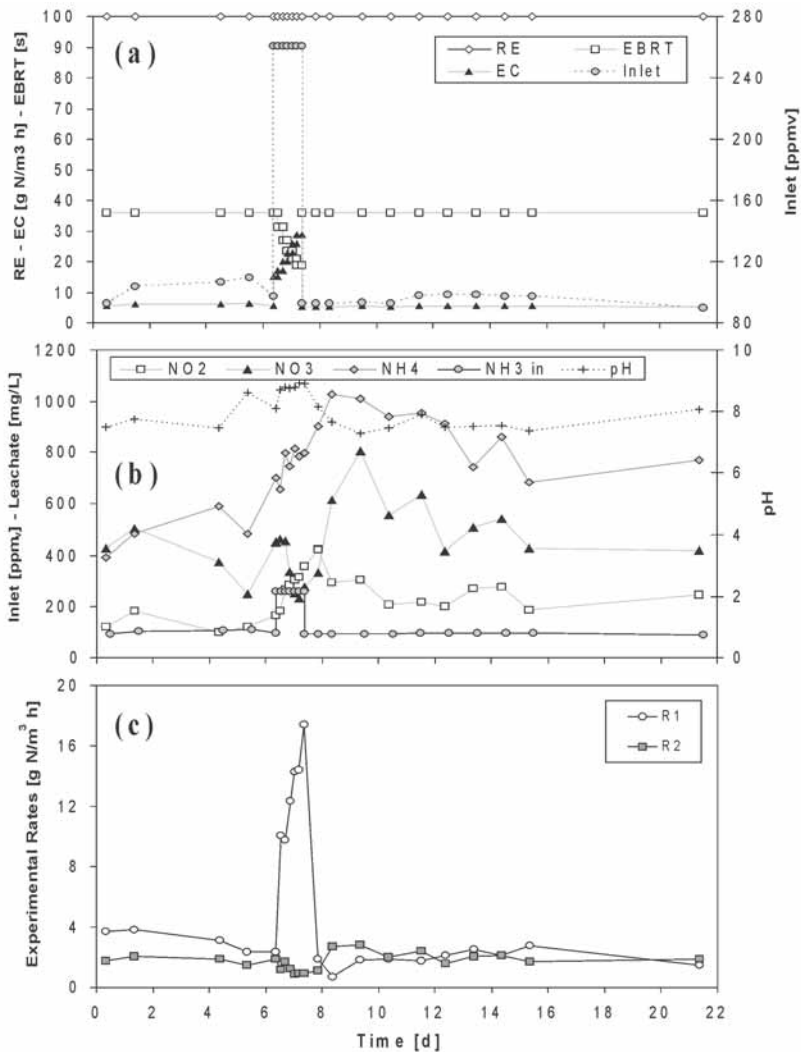 (a)
RE - EC [g N/m3 h] - EBRT [s]
100
90
80
70
60
50
40
30
20
10
0
RE
EBRT
EC
Inlet
280
240
200
160
120
80
Inlet [ppmv]
(b)
Inlet [ppmv] - Leachate [mg/L]
1200
1000
800
600
400
200
0
NO2
NO3
NH4
NH3 in
pH
10
8
6
4
2
0
pH
(c)
Experimental Rates [g N/m³ h]
20
16
12
8
4
0
R1
R2
0 2 4 6 8 10 12 14 16 18 20 22
Time [d]